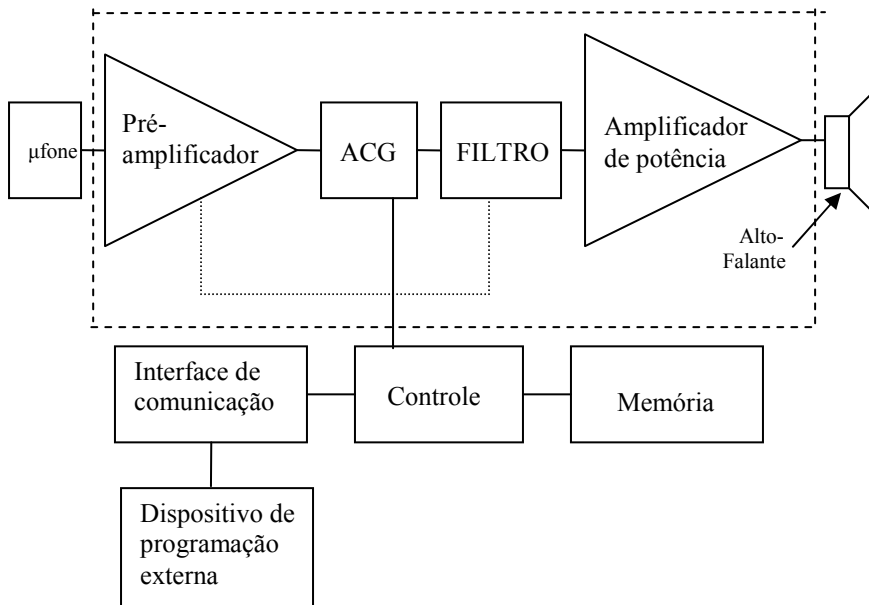 µfone
Pré-
amplificador
ACG
FILTRO
Amplificador
de potência
Alto-
Falante
Interface de
comunicação
Controle
Memória
Dispositivo de
programação
externa